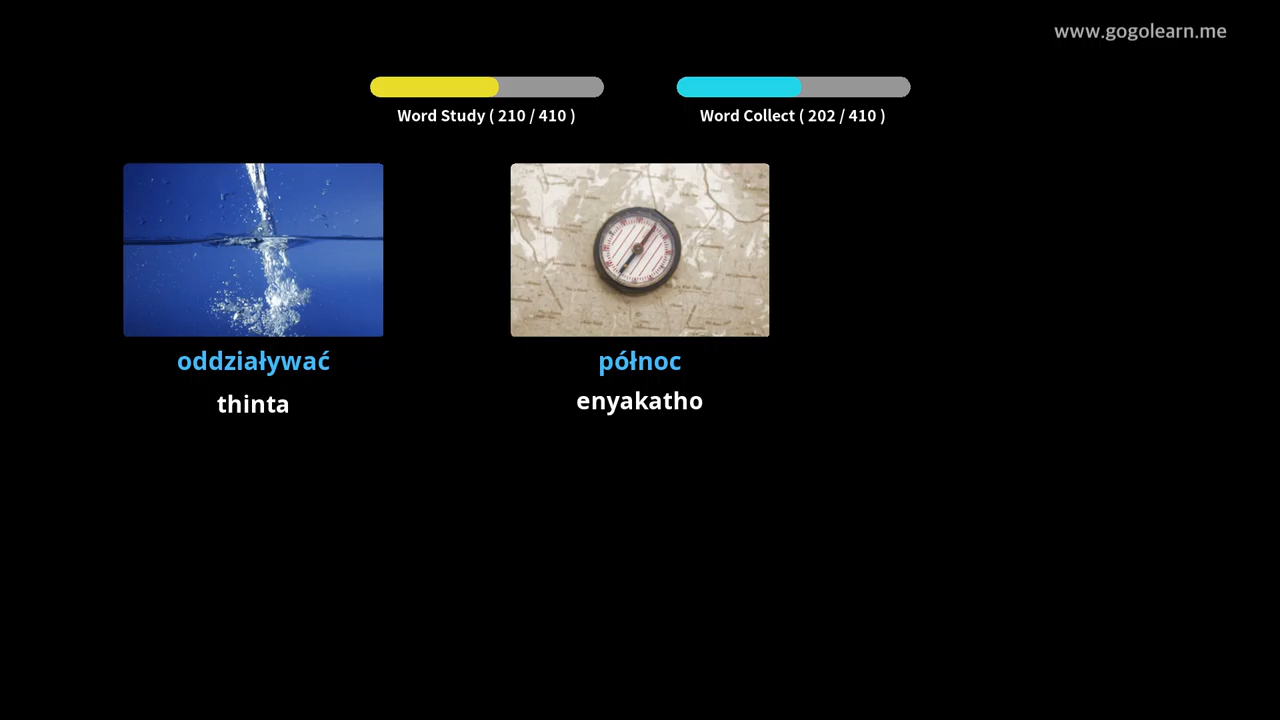 www.gogolearn.me
Word Study ( 210 / 410 )
Word Collect ( 202 / 410 )
oddziaływać
thinta
północ
enyakatho